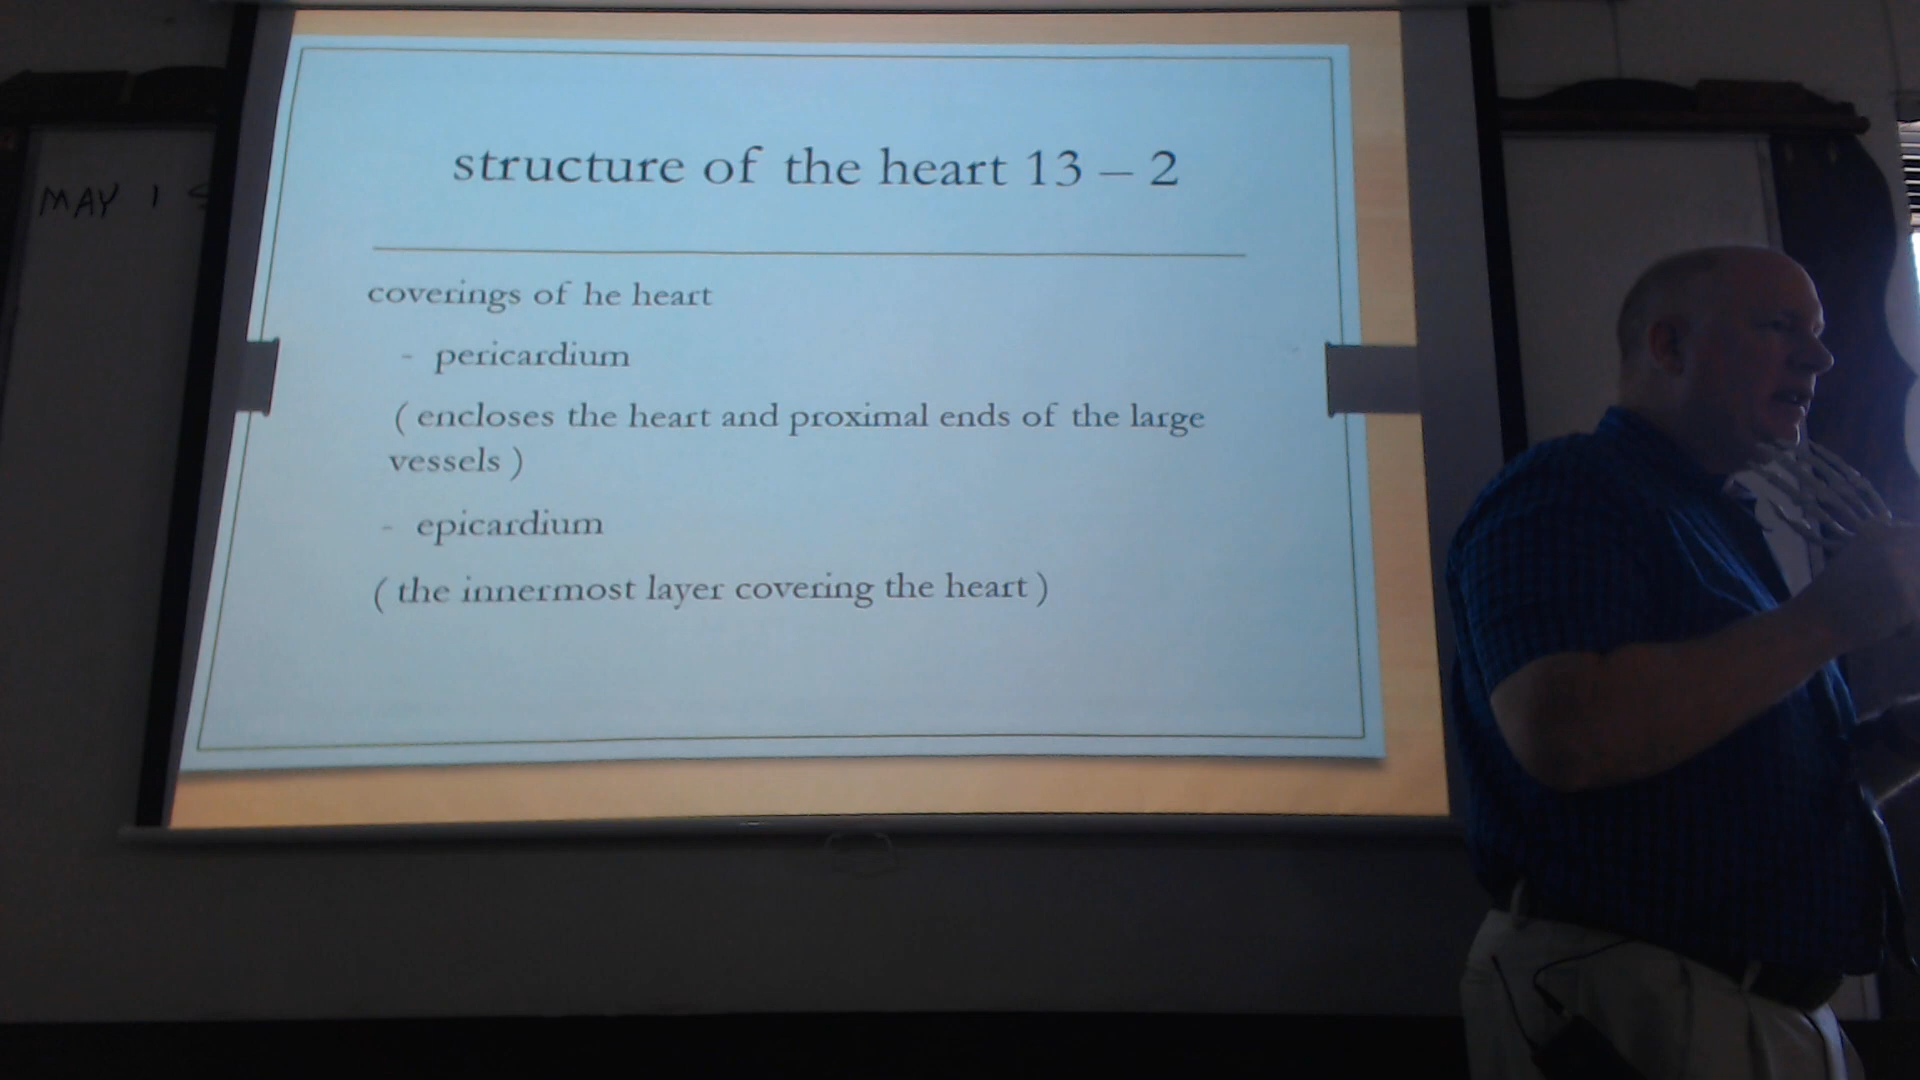 MAY 1
structure of the heart 13 – 2
coverings of he heart
- pericardium
( encloses the heart and proximal ends of the large
vessels )
- epicardium
( the innermost layer covering the heart )